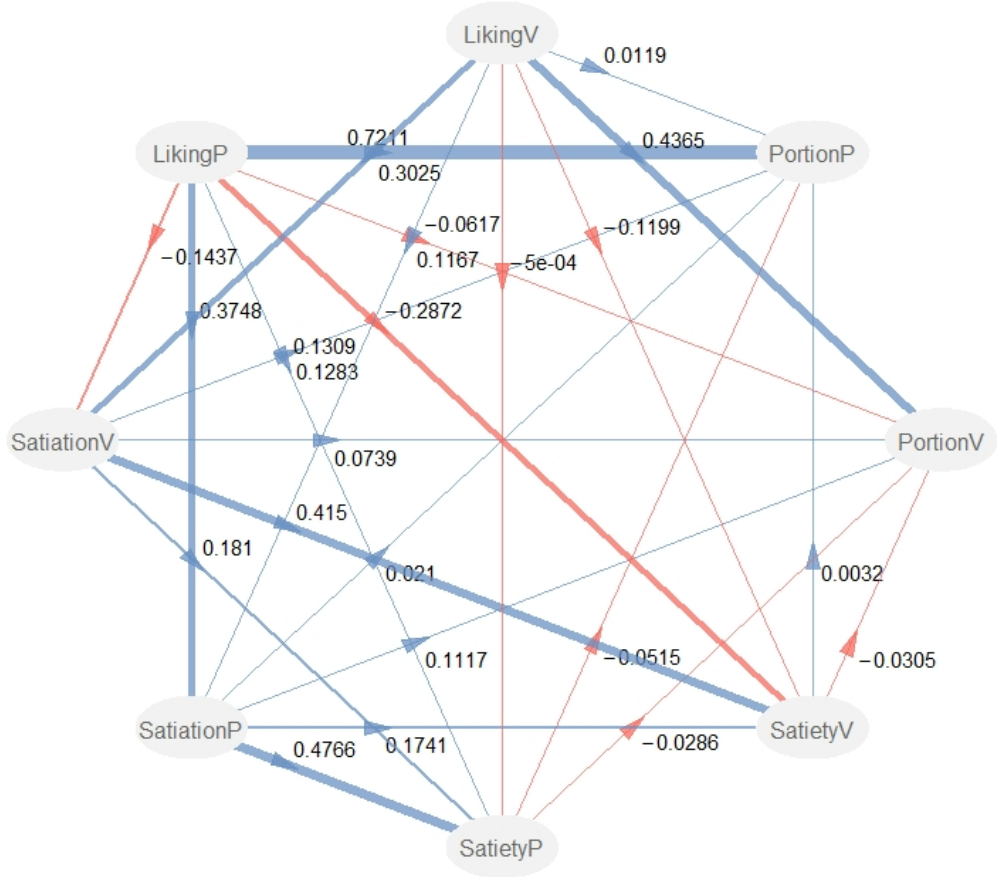 LikingV
0.0119
0.7211
0.4365
LikingP
PortionP
0.3025
−0.0617
−0.1199
−0.1437
0.1167
−5e−04
0.3748
−0.2872
0.1309
0.1283
SatiationV
PortionV
0.0739
0.415
0.181
0.021
0.0032
0.1117
−0.0515
−0.0305
SatiationP
SatietyV
0.4766
0.1741
−0.0286
SatietyP